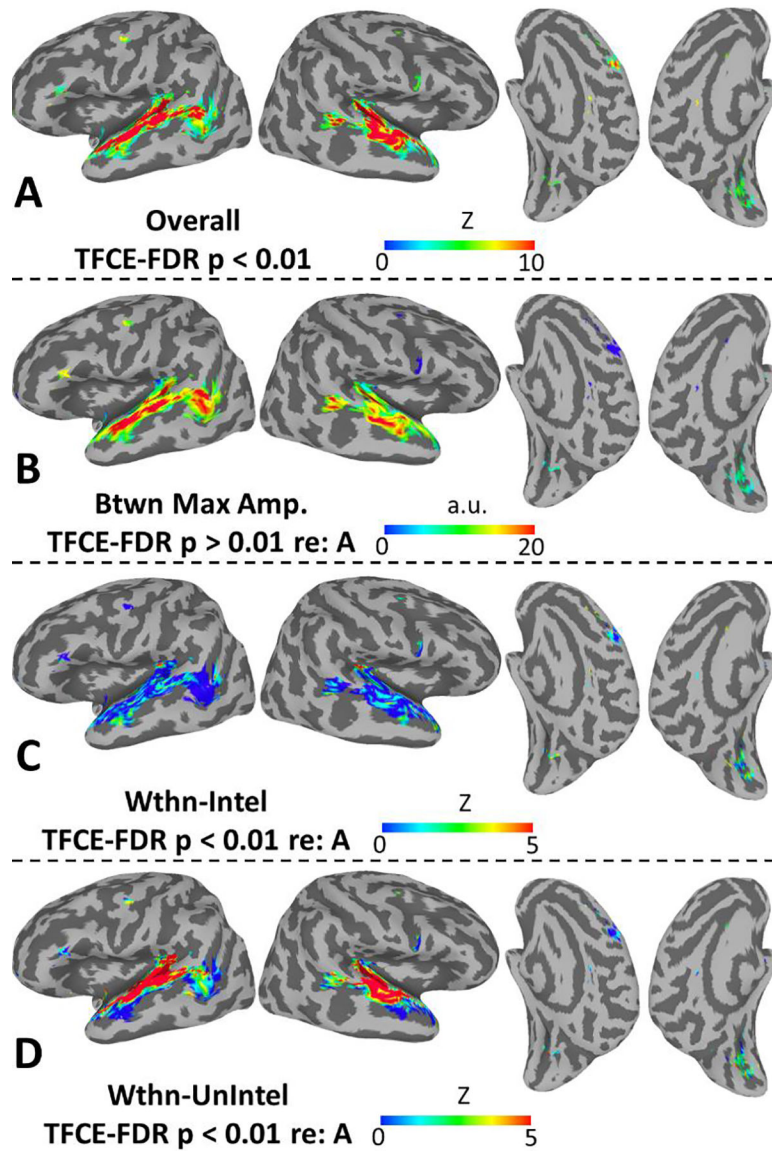 A
Overall
TFCE-FDR p < 0.01
Z
0 10
B
Btwn Max Amp.
TFCE-FDR p > 0.01 re: A
a.u.
0 20
C
Wthn-Intel
TFCE-FDR p < 0.01 re: A
Z
0 5
D
Wthn-UnIntel
TFCE-FDR p < 0.01 re: A
Z
0 5